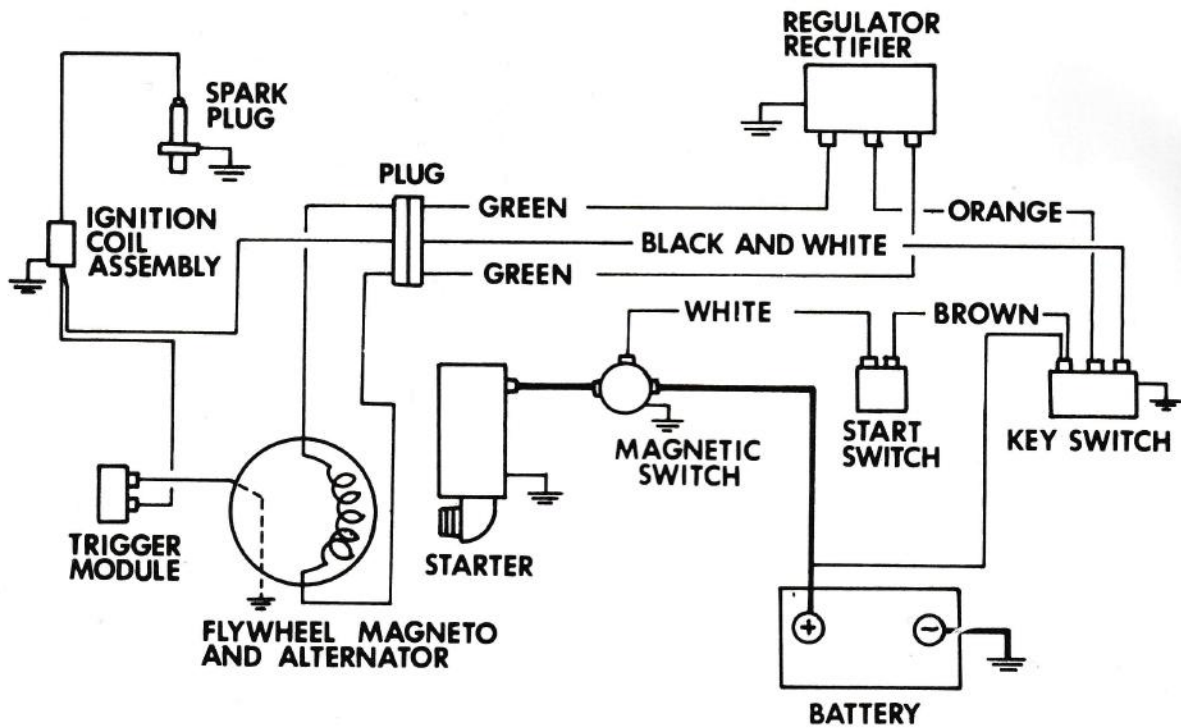 REGULATOR
RECTIFIER
SPARK
PLUG
PLUG
GREEN
ORANGE
IGNITION
COIL
ASSEMBLY
BLACK AND WHITE
GREEN
WHITE
BROWN
MAGNETIC
SWITCH
START
SWITCH
KEY SWITCH
TRIGGER
MODULE
STARTER
FLYWHEEL MAGNETO
AND ALTERNATOR
+
−
BATTERY